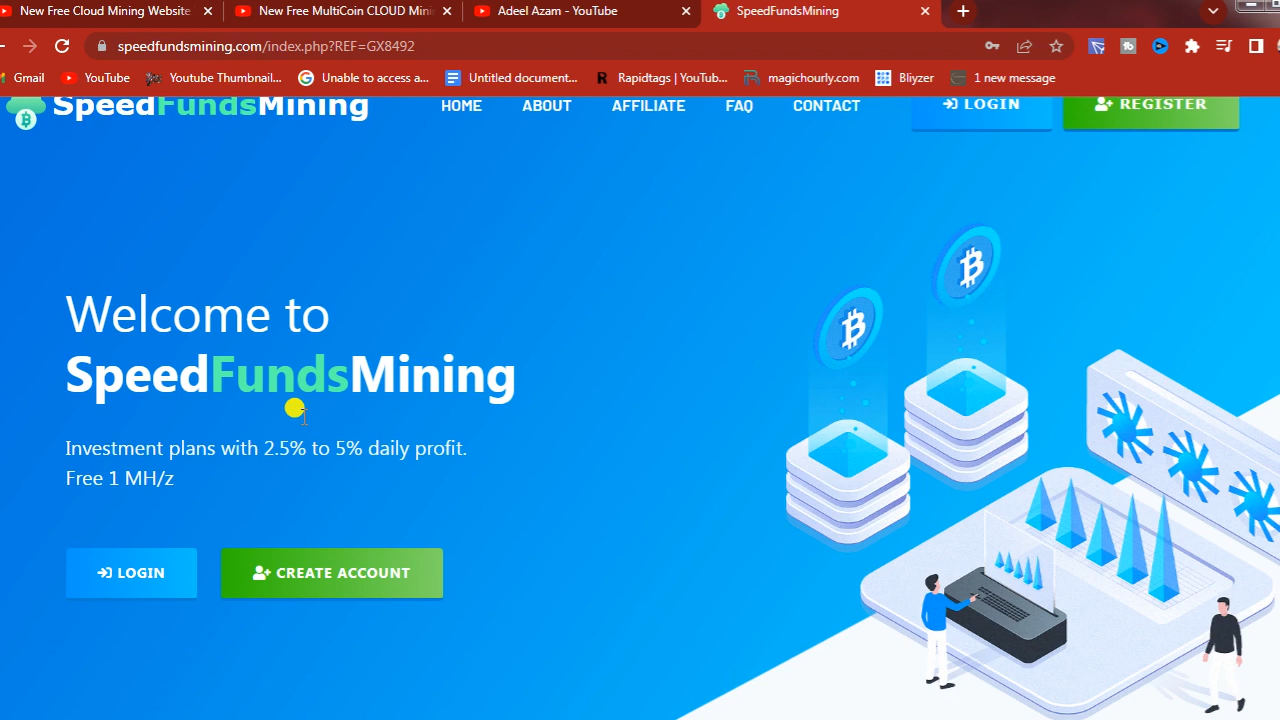 New Free Cloud Mining Website
New Free MultiCoin CLOUD Mini
Adeel Azam - YouTube
SpeedFundsMining
speedfundsmining.com/index.php?REF=GX8492
Gmail
YouTube
Youtube Thumbnail...
Unable to access a...
Untitled document...
Rapidtags | YouTub...
magichourly.com
Bliyzer
1 new message
SpeedFundsMining
HOME
ABOUT
AFFILIATE
FAQ
CONTACT
LOGIN
REGISTER
Welcome to
SpeedFundsMining
Investment plans with 2.5% to 5% daily profit.
Free 1 MH/z
LOGIN
CREATE ACCOUNT